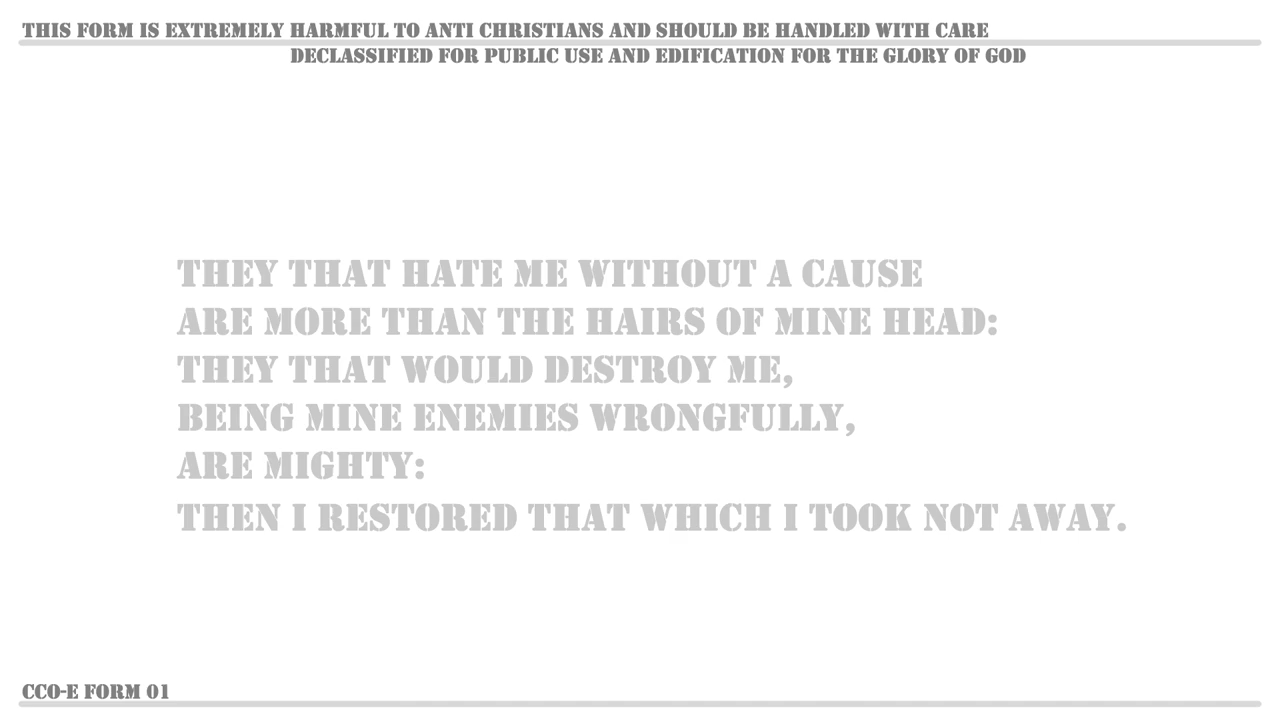 THIS FORM IS EXTREMELY HARMFUL TO ANTI CHRISTIANS AND SHOULD BE HANDLED WITH CARE
DECLASSIFIED FOR PUBLIC USE AND EDIFICATION FOR THE GLORY OF GOD
THEY THAT HATE ME WITHOUT A CAUSE
ARE MORE THAN THE HAIRS OF MINE HEAD:
THEY THAT WOULD DESTROY ME,
BEING MINE ENEMIES WRONGFULLY,
ARE MIGHTY:
THEN I RESTORED THAT WHICH I TOOK NOT AWAY.
CCO-E FORM 01